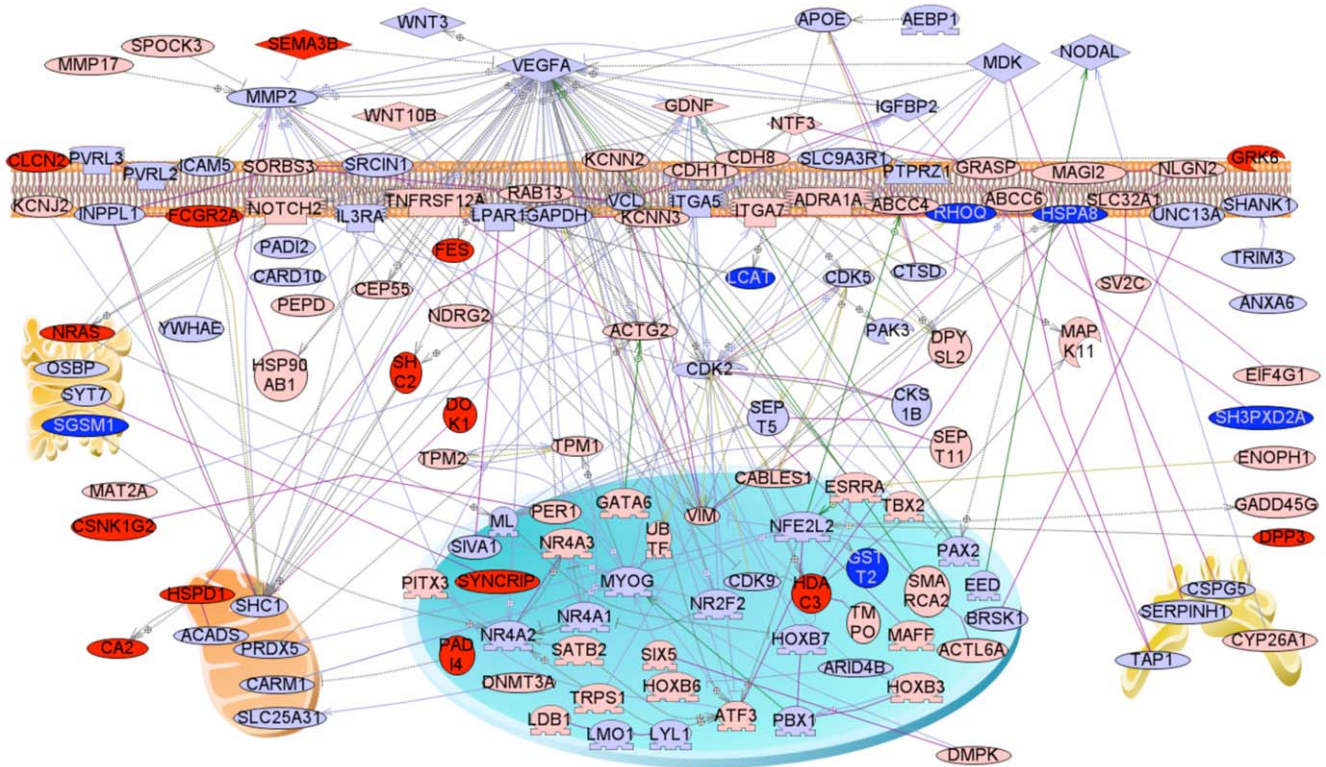 WNT3
APOE
AEBP1
SPOCK3
SEMA3B
NODAL
MMP17
VEGFA
MDK
MMP2
WNT10B
GDNF
IGFBP2
NTF3
CLCN2
PVRL3
PVRL2
ICAM5
SORBS3
SRCIN1
KCNN2
CDH11
CDH8
SLC9A3R1
PTPRZ1
GRASP
MAGI2
NLGN2
GRK6
KCNJ2
INPPL1
FCGR2A
NOTCH2
IL3RA
TNFRSF12A
LPAR1
RAB13
GAPDH
VCL
KCNN3
ITGA5
ITGA7
ADRA1A
ABCC4
RHOQ
ABCC6
HSPA8
SLC32A1
UNC13A
SHANK1
PADI2
FES
CARD10
PEPD
CEP55
LCAT
CDK5
CTSD
SV2C
TRIM3
ANXA6
NRAS
YWHAE
NDRG2
ACTG2
PAK3
DPY
SL2
MAP
K11
OSBP
HSP90
AB1
SH
C2
CDK2
EIF4G1
SYT7
CKS
1B
SGSM1
DO
K1
SEP
T5
SH3PXD2A
TPM2
TPM1
SEP
T11
ENOPH1
MAT2A
CABLES1
ESRRA
CSNK1G2
ML
PER1
GATA6
VIM
TBX2
GADD45G
UB
TF
NFE2L2
DPP3
SIVA1
NR4A3
PAX2
GST
T2
HSPD1
PITX3
SYNCRIP
MYOG
CDK9
HDA
C3
SMA
RCA2
EED
CSPG5
SHC1
NR2F2
SERPINH1
ACADS
NR4A2
NR4A1
TM
PO
BRSK1
CA2
PRDX5
PAD
I4
SATB2
HOXB7
MAFF
ACTL6A
CYP26A1
TAP1
CARM1
DNMT3A
SIX5
ARID4B
HOXB6
HOXB3
TRPS1
SLC25A31
LDB1
LMO1
LYL1
ATF3
PBX1
DMPK